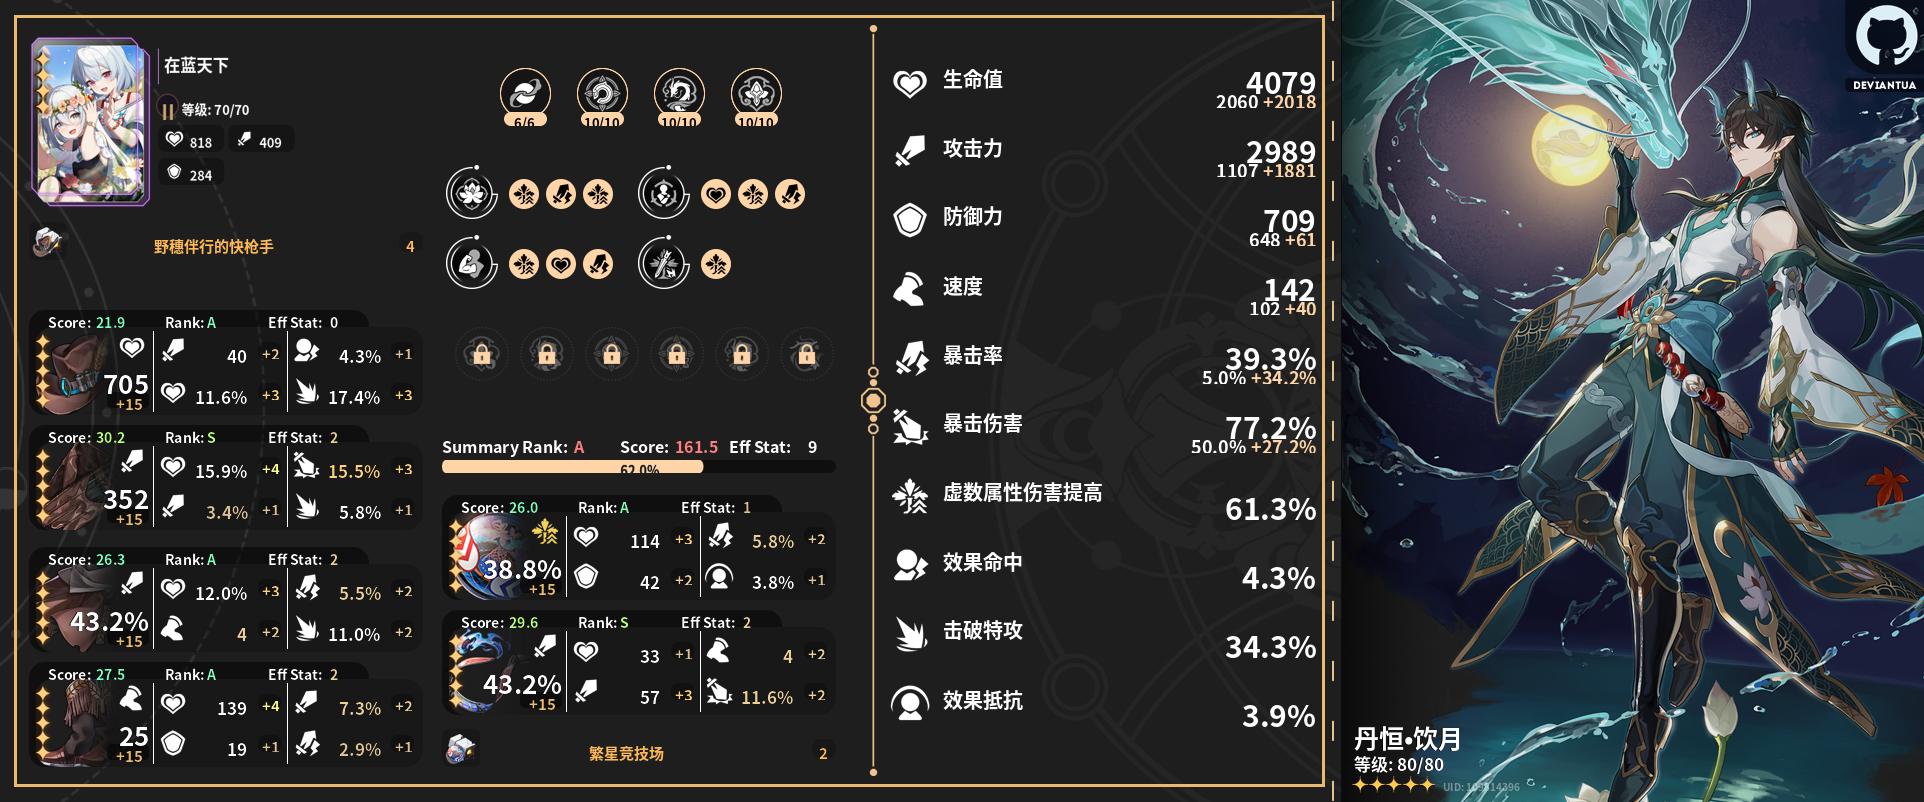 在蓝天下
等级: 70/70
818
409
284
野穗伴行的快枪手
4
Score: 21.9 Rank: A Eff Stat: 0
705
+15
40 +2
4.3% +1
11.6% +3
17.4% +3
Score: 30.2 Rank: S Eff Stat: 2
352
+15
15.9% +4
15.5% +3
3.4% +1
5.8% +1
Score: 26.3 Rank: A Eff Stat: 2
43.2%
+15
12.0% +3
5.5% +2
4 +2
11.0% +2
Score: 27.5 Rank: A Eff Stat: 2
25
+15
139 +4
7.3% +2
19 +1
2.9% +1
6/6
10/10
10/10
10/10
Summary Rank: A Score: 161.5 Eff Stat: 9
62.0%
Score: 26.0 Rank: A Eff Stat: 1
38.8%
+15
114 +3
5.8% +2
42 +2
3.8% +1
Score: 29.6 Rank: S Eff Stat: 2
43.2%
+15
33 +1
4 +2
57 +3
11.6% +2
繁星竞技场
2
生命值 4079
2060 +2018
攻击力 2989
1107 +1881
防御力 709
648 +61
速度 142
102 +40
暴击率 39.3%
5.0% +34.2%
暴击伤害 77.2%
50.0% +27.2%
虚数属性伤害提高 61.3%
效果命中 4.3%
击破特攻 34.3%
效果抵抗 3.9%
DEVIANTUA
丹恒•饮月
等级: 80/80